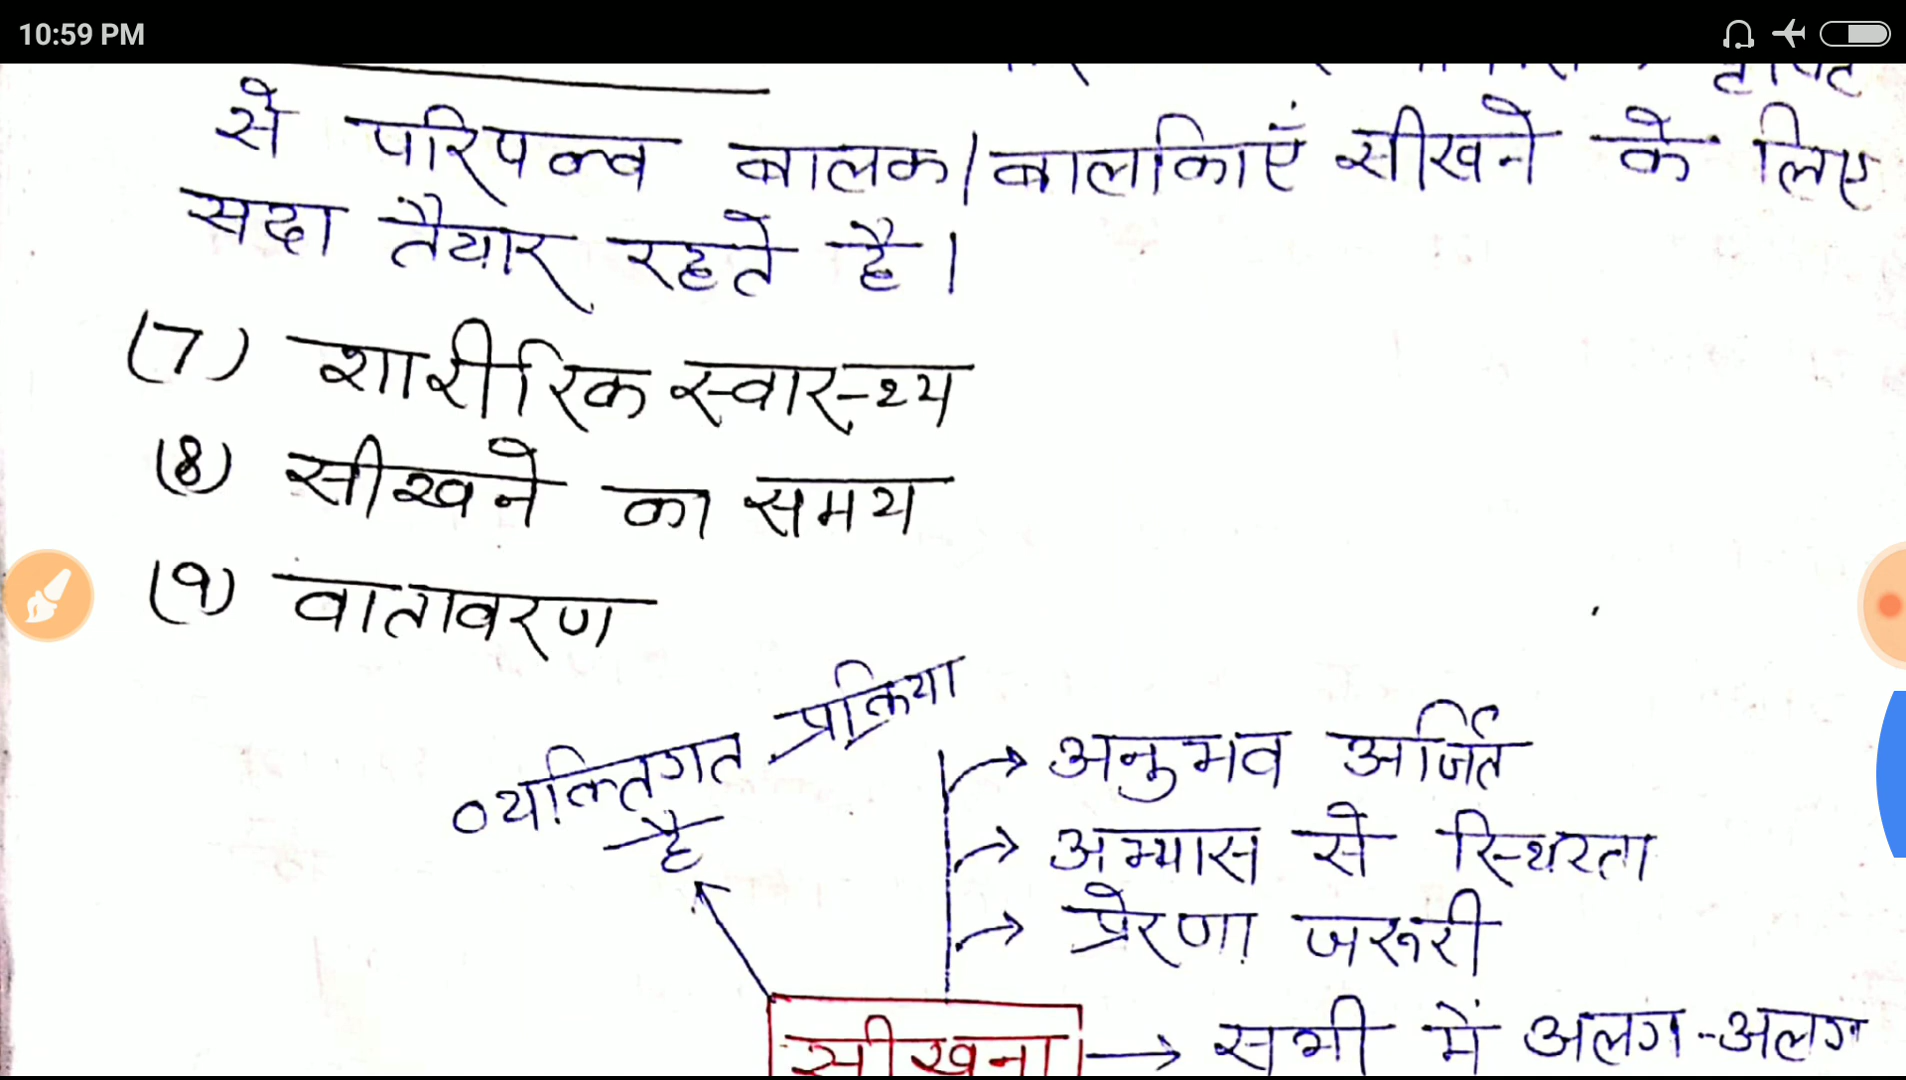 10:59 PM
से परिपक्व बालक/बालकिाएं सीखने के लिए
सदा तैयार रहते है।
(7) शारीरिक स्वास्थ्य
(8) सीखने का समय
(9) वातावरण
व्यक्तिगत प्रक्रिया
है
→ अनुभव अर्जित
→ अभ्यास से स्थिरता
→ प्रेरणा जरूरी
सीखना → सभी में अलग-अलग